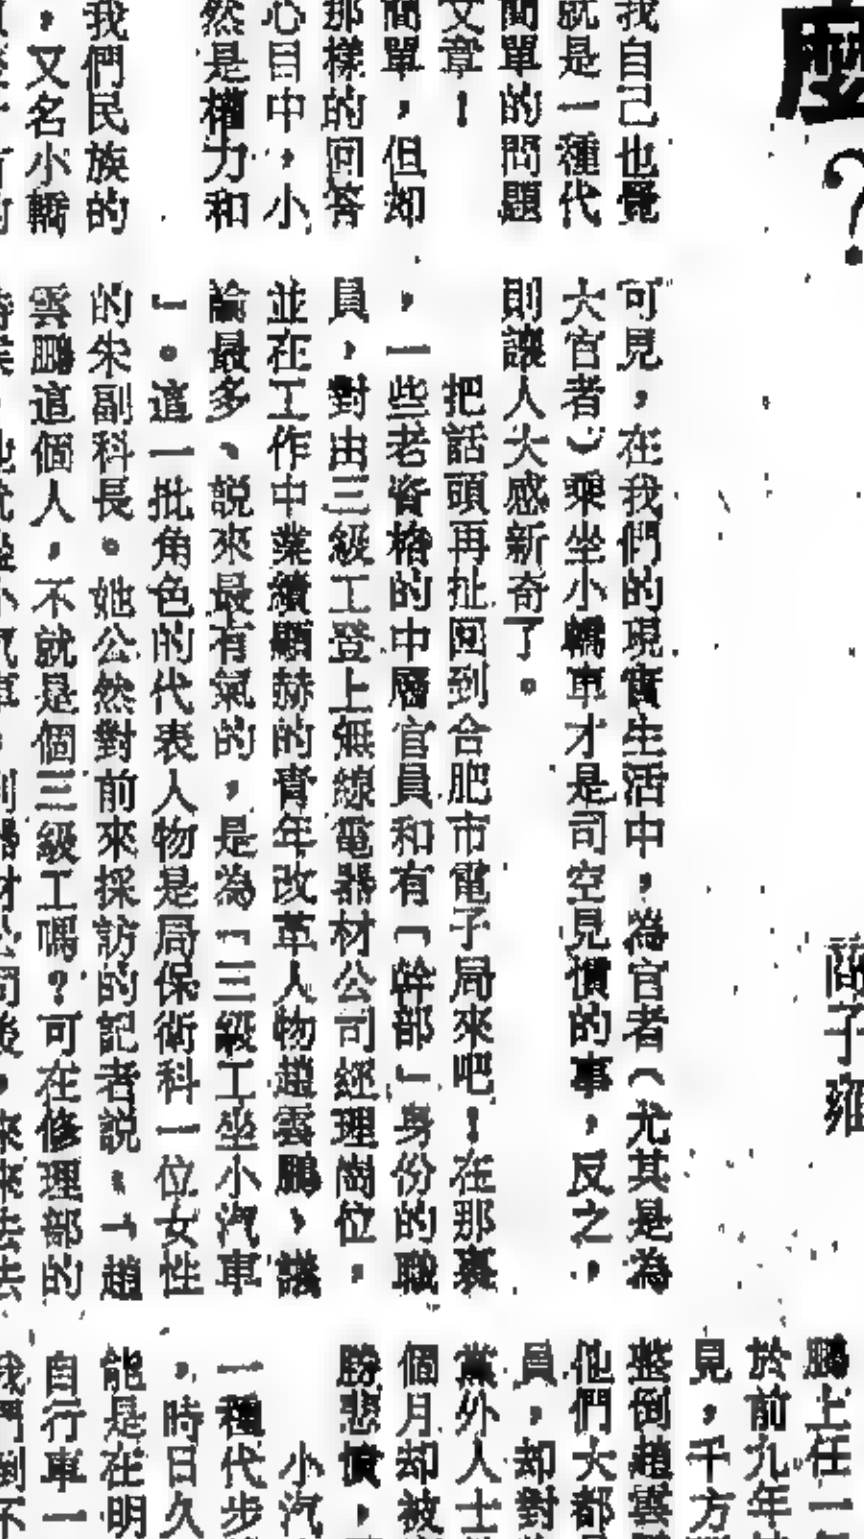 麼?
商子雍
我自己也覺
就是一種代
簡單的問題
文章!
簡單,但却
那樣的回答
心目中,小
然是權力和
我們民族的
,又名小轎
可見,在我們的現實生活中,為官者(尤其是為
大官者)乘坐小轎車才是司空見慣的事,反之,
則讓人大感新奇了。
把話頭再扯回到合肥市電子局來吧!在那裏
,一些老資格的中層官員和有「幹部」身份的職
員,對由三級工登上無線電器材公司經理崗位,
並在工作中業績顯赫的青年改革人物趙雲鵬,議
論最多、說來最有氣的,是為「三級工坐小汽車
」。這一批角色的代表人物是局保衛科一位女性
的朱副科長。她公然對前來採訪的記者說:「趙
雲鵬這個人,不就是個三級工嗎?可在修理部的
鵬上任一
於前九年
見,千方
整倒趙雲
他們大都
員,却對
黨外人士
個月却被
勝悲憤,
小汽
一種代步
,時日久
能是在明
自行車一
我們到不